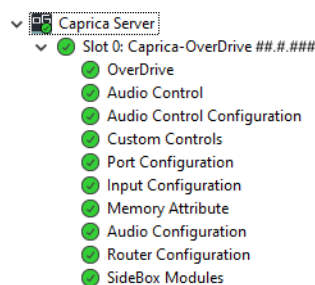 Caprica Server
Slot 0: Caprica-OverDrive ##.#.###
OverDrive
Audio Control
Audio Control Configuration
Custom Controls
Port Configuration
Input Configuration
Memory Attribute
Audio Configuration
Router Configuration
SideBox Modules